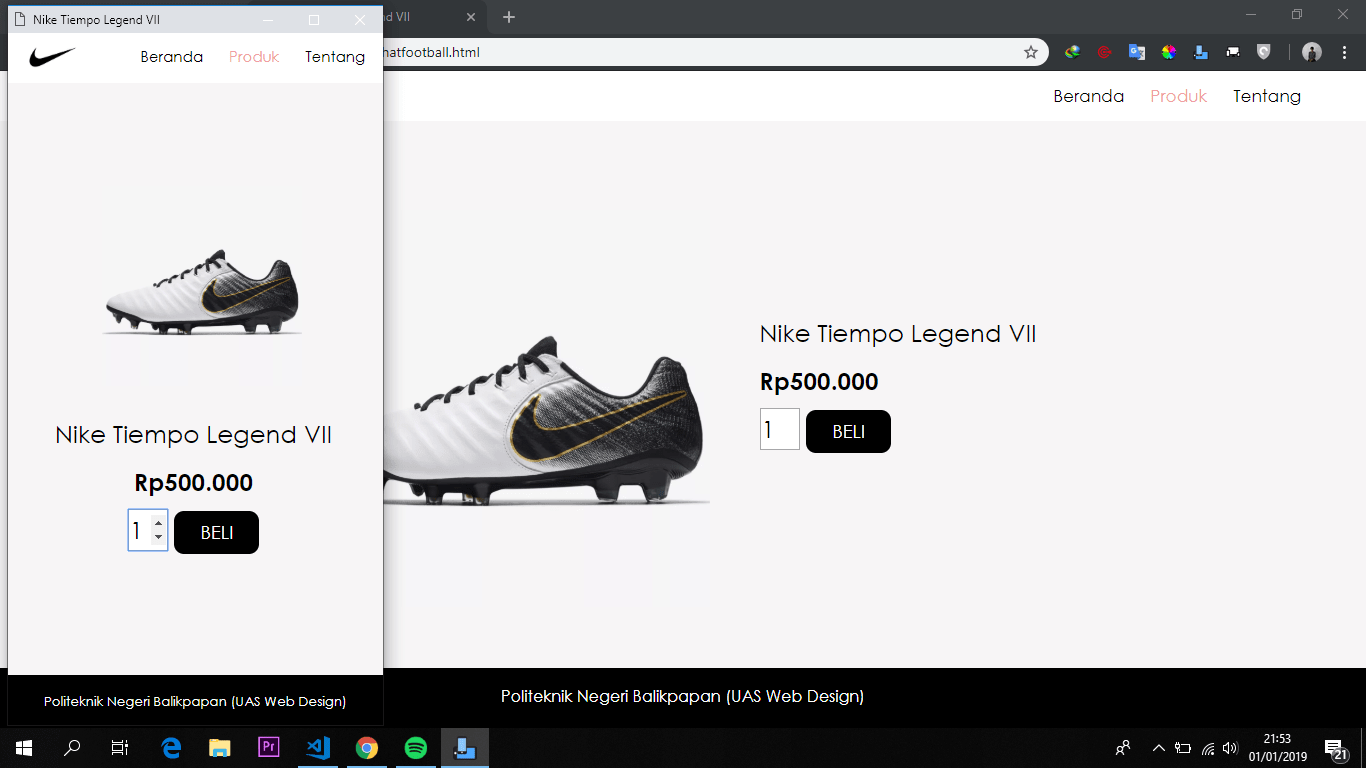 Nike Tiempo Legend VII
Beranda Produk Tentang
Nike Tiempo Legend VII
Rp500.000
1 BELI
Politeknik Negeri Balikpapan (UAS Web Design)
d VII
hatfootball.html
Beranda Produk Tentang
Nike Tiempo Legend VII
Rp500.000
1 BELI
Politeknik Negeri Balikpapan (UAS Web Design)
Pr
21:53
01/01/2019
21